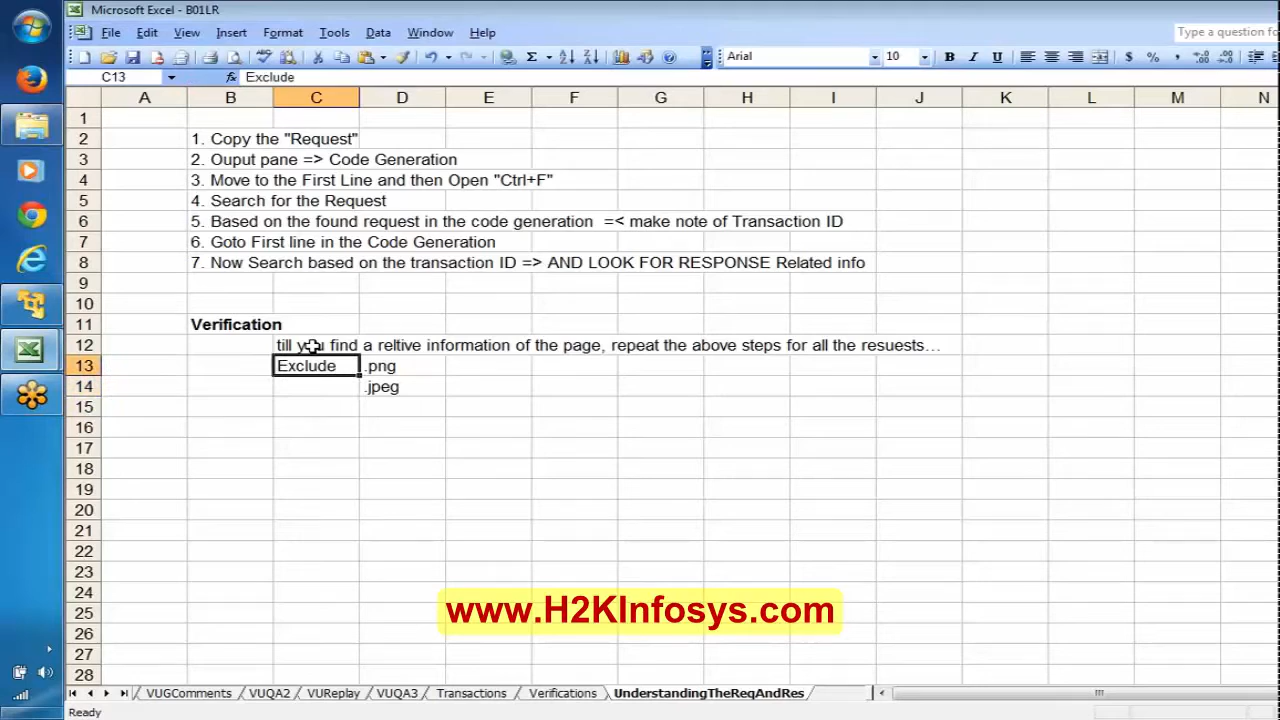 Microsoft Excel - B01LR
File Edit View Insert Format Tools Data Window Help
Type a question fo
Arial 10 B I U $ %
C13 fx Exclude
A B C D E F G H I J K L M N
1
2 1. Copy the "Request"
3 2. Ouput pane => Code Generation
4 3. Move to the First Line and then Open "Ctrl+F"
5 4. Search for the Request
6 5. Based on the found request in the code generation =< make note of Transaction ID
7 6. Goto First line in the Code Generation
8 7. Now Search based on the transaction ID => AND LOOK FOR RESPONSE Related info
9
10
11 Verification
12 till you find a reltive information of the page, repeat the above steps for all the resuests…
13 Exclude .png
14 .jpeg
15
16
17
18
19
20
21
22
23
24
www.H2KInfosys.com
25
26
27
28
VUGComments VUQA2 VUReplay VUQA3 Transactions Verifications UnderstandingTheReqAndRes
Ready